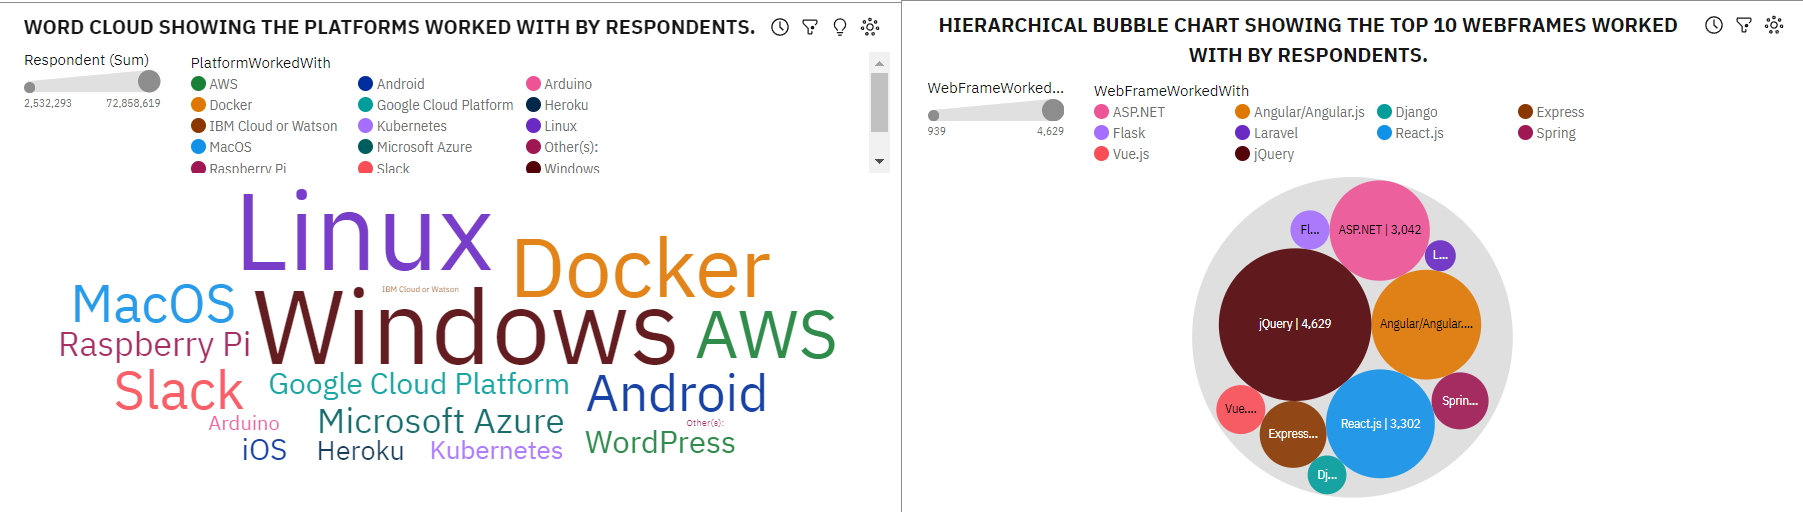 WORD CLOUD SHOWING THE PLATFORMS WORKED WITH BY RESPONDENTS.
Respondent (Sum)
2,532,293 72,858,619
PlatformWorkedWith
AWS Android Arduino
Docker Google Cloud Platform Heroku
IBM Cloud or Watson Kubernetes Linux
MacOS Microsoft Azure Other(s):
Raspberry Pi Slack Windows
Linux
Docker
MacOS
IBM Cloud or Watson
Windows
AWS
Raspberry Pi
Slack
Google Cloud Platform
Android
Arduino
Microsoft Azure
Other(s):
iOS
Heroku
Kubernetes
WordPress
HIERARCHICAL BUBBLE CHART SHOWING THE TOP 10 WEBFRAMES WORKED
WITH BY RESPONDENTS.
WebFrameWorked...
939 4,629
WebFrameWorkedWith
ASP.NET Angular/Angular.js Django Express
Flask Laravel React.js Spring
Vue.js jQuery
Fl...
ASP.NET | 3,042
L...
jQuery | 4,629
Angular/Angular....
Vue....
Express...
React.js | 3,302
Sprin...
Dj...